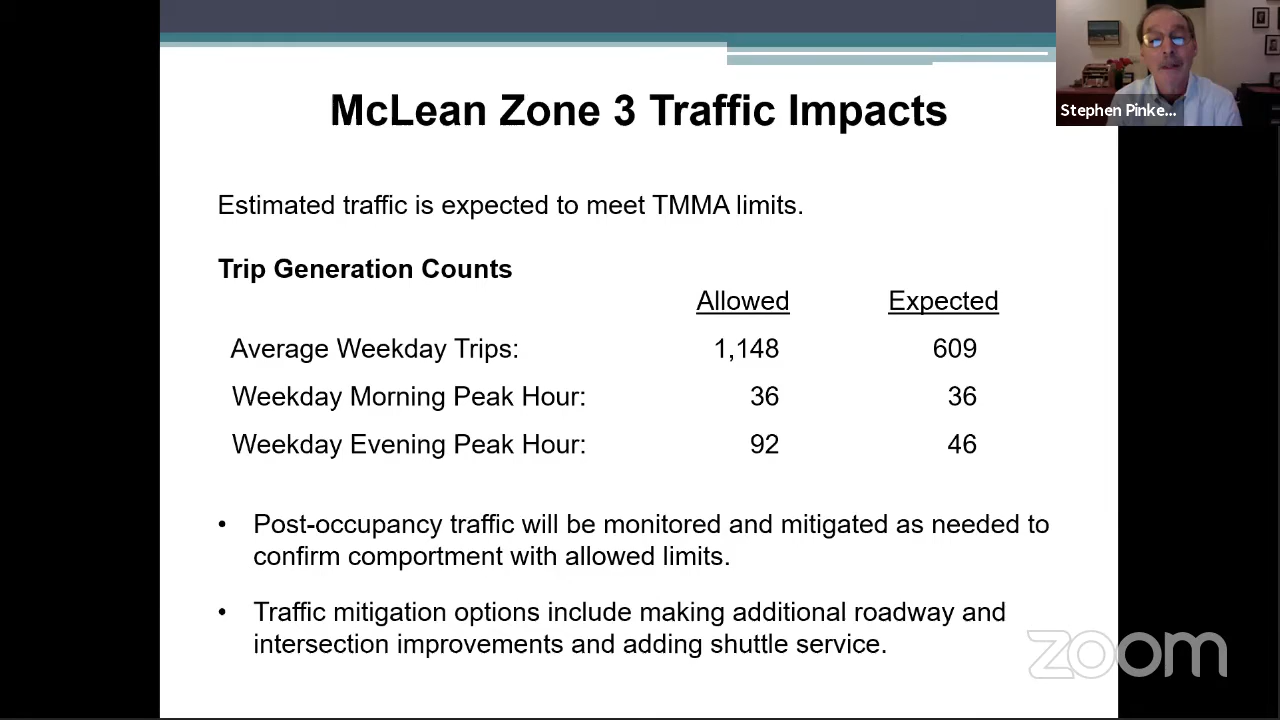 McLean Zone 3 Traffic Impacts
Stephen Pinke...
Estimated traffic is expected to meet TMMA limits.
Trip Generation Counts
Allowed Expected
Average Weekday Trips: 1,148 609
Weekday Morning Peak Hour: 36 36
Weekday Evening Peak Hour: 92 46
• Post-occupancy traffic will be monitored and mitigated as needed to
confirm comportment with allowed limits.
• Traffic mitigation options include making additional roadway and
intersection improvements and adding shuttle service.
zoom